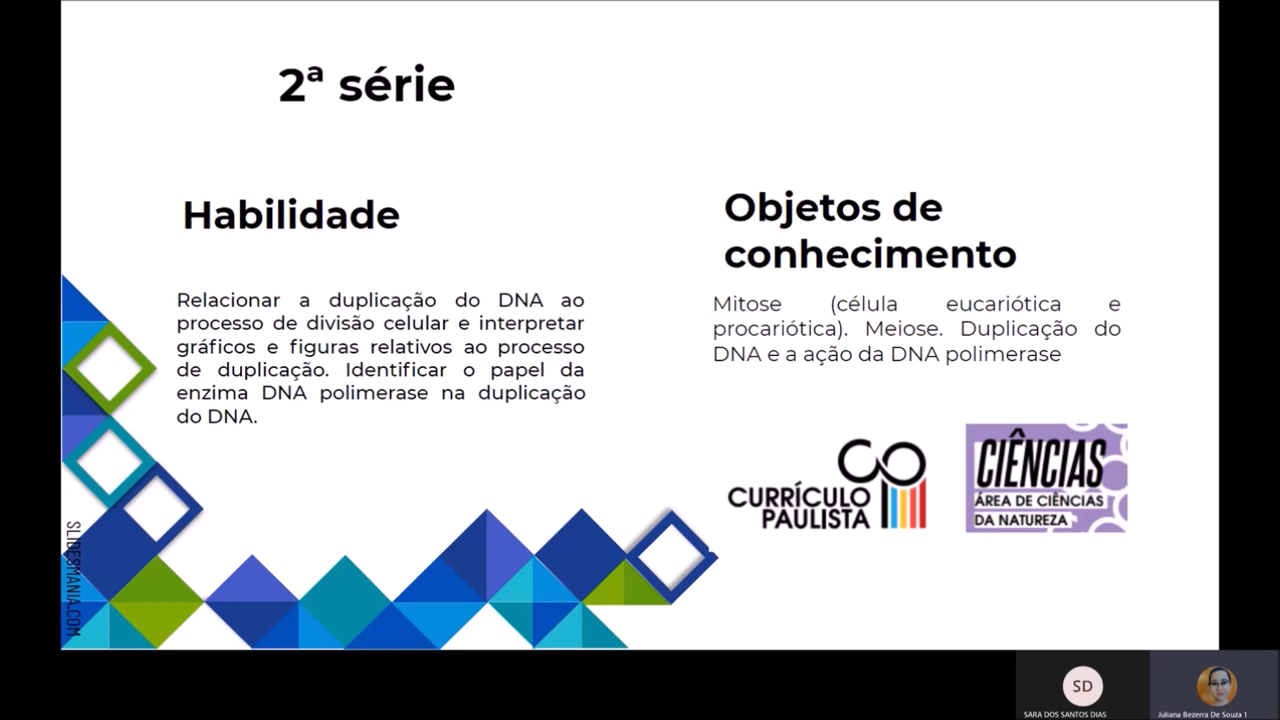 2ª série
Habilidade
Relacionar a duplicação do DNA ao
processo de divisão celular e interpretar
gráficos e figuras relativos ao processo
de duplicação. Identificar o papel da
enzima DNA polimerase na duplicação
do DNA.
Objetos de
conhecimento
Mitose (célula eucariótica e
procariótica). Meiose. Duplicação do
DNA e a ação da DNA polimerase
CURRÍCULO
PAULISTA
CIÊNCIAS
ÁREA DE CIÊNCIAS
DA NATUREZA
SLIDESMANIA.COM
SD
SARA DOS SANTOS DIAS
Juliana Bezerra De Souza 1